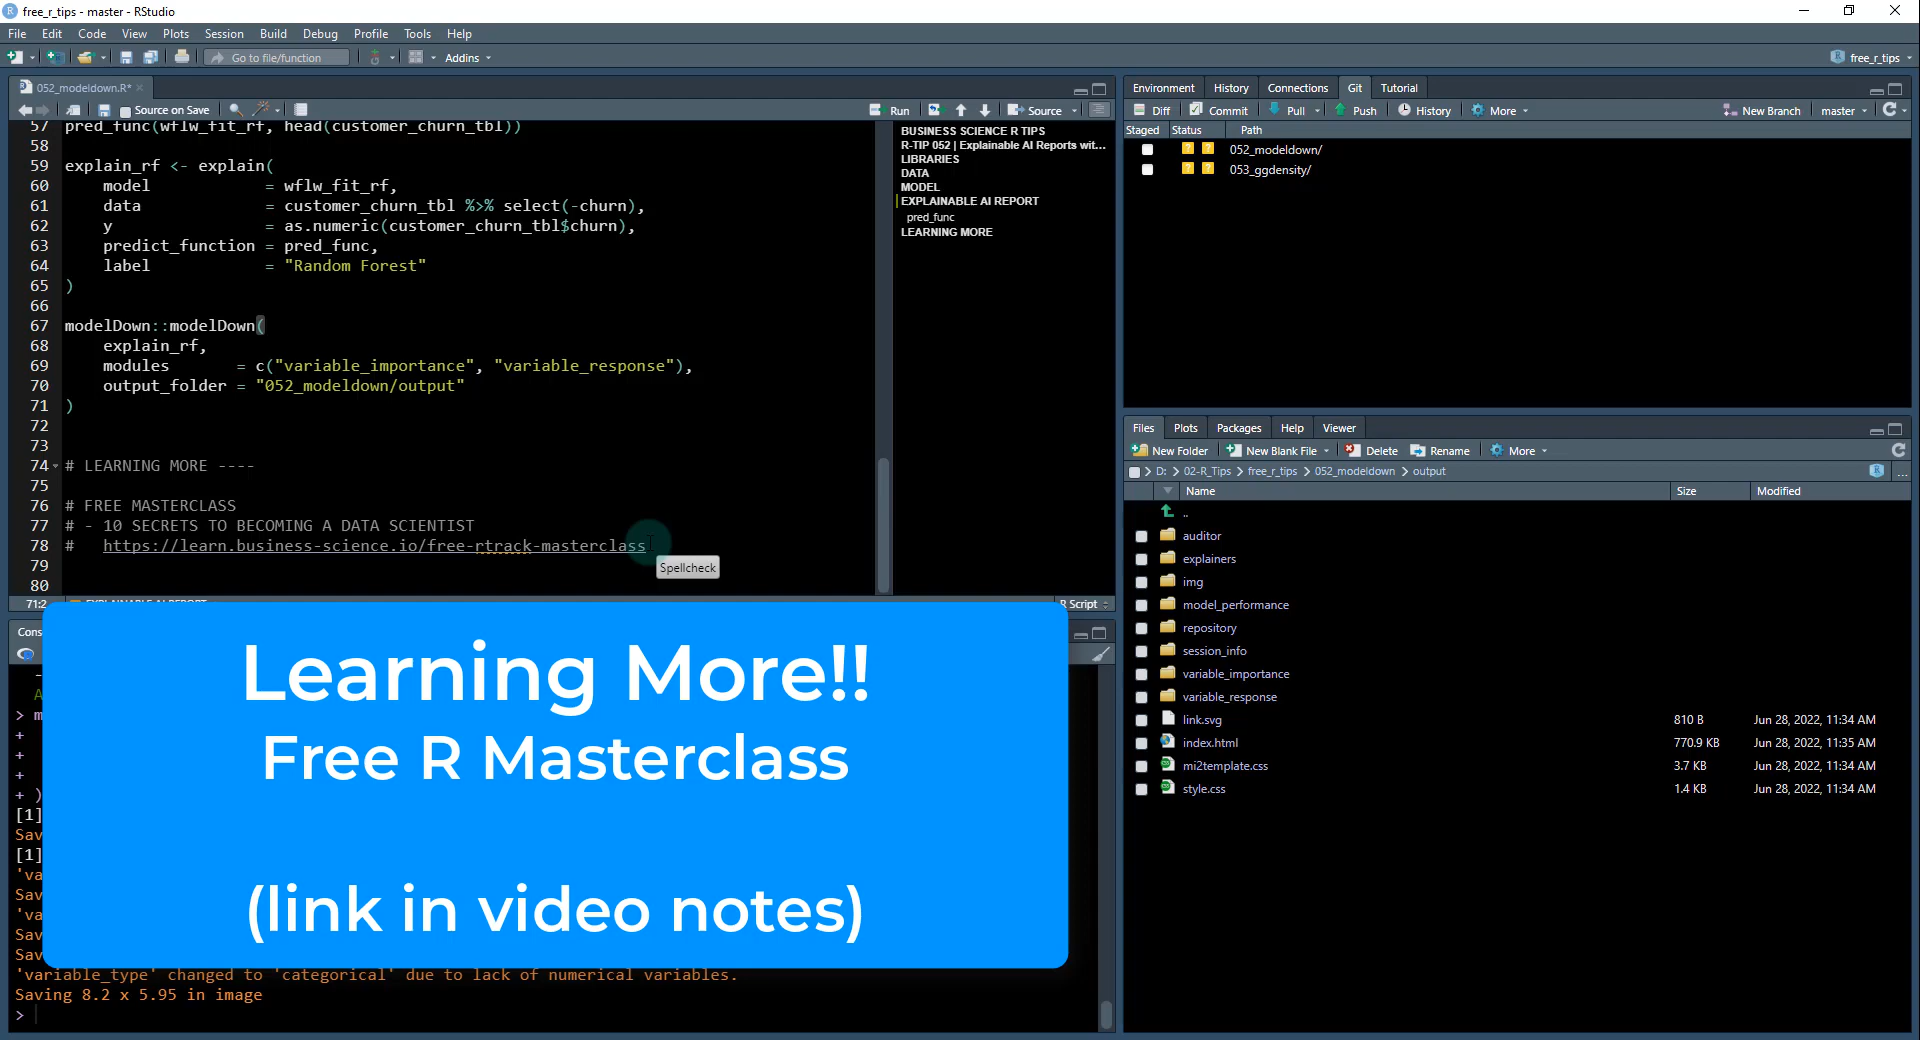 free_r_tips - master - RStudio
File Edit Code View Plots Session Build Debug Profile Tools Help
Go to file/function Addins free_r_tips
052_modeldown.R*
Source on Save Run Source
57 pred_func(wflw_fit_rf, head(customer_churn_tbl))
58
59 explain_rf <- explain(
60 model = wflw_fit_rf,
61 data = customer_churn_tbl %>% select(-churn),
62 y = as.numeric(customer_churn_tbl$churn),
63 predict_function = pred_func,
64 label = "Random Forest"
65 )
66
67 modelDown::modelDown(
68 explain_rf,
69 modules = c("variable_importance", "variable_response"),
70 output_folder = "052_modeldown/output"
71 )
72
73
74 # LEARNING MORE ----
75
76 # FREE MASTERCLASS
77 # - 10 SECRETS TO BECOMING A DATA SCIENTIST
78 # https://learn.business-science.io/free-rtrack-masterclass
79
80
Spellcheck
71:2 R Script
BUSINESS SCIENCE R TIPS
R-TIP 052 | Explainable AI Reports wit...
LIBRARIES
DATA
MODEL
EXPLAINABLE AI REPORT
pred_func
LEARNING MORE
Cons
A
> m
+
+
+
+ )
[1]
Sav
[1]
'va
Sav
'va
Sav
Sav
'variable_type' changed to 'categorical' due to lack of numerical variables.
Saving 8.2 x 5.95 in image
>
Learning More!!
Free R Masterclass
(link in video notes)
Environment History Connections Git Tutorial
Diff Commit Pull Push History More New Branch master
Staged Status Path
? ? 052_modeldown/
? ? 053_ggdensity/
Files Plots Packages Help Viewer
New Folder New Blank File Delete Rename More
D: > 02-R_Tips > free_r_tips > 052_modeldown > output ...
Name Size Modified
..
auditor
explainers
img
model_performance
repository
session_info
variable_importance
variable_response
link.svg 810 B Jun 28, 2022, 11:34 AM
index.html 770.9 KB Jun 28, 2022, 11:35 AM
mi2template.css 3.7 KB Jun 28, 2022, 11:34 AM
style.css 1.4 KB Jun 28, 2022, 11:34 AM